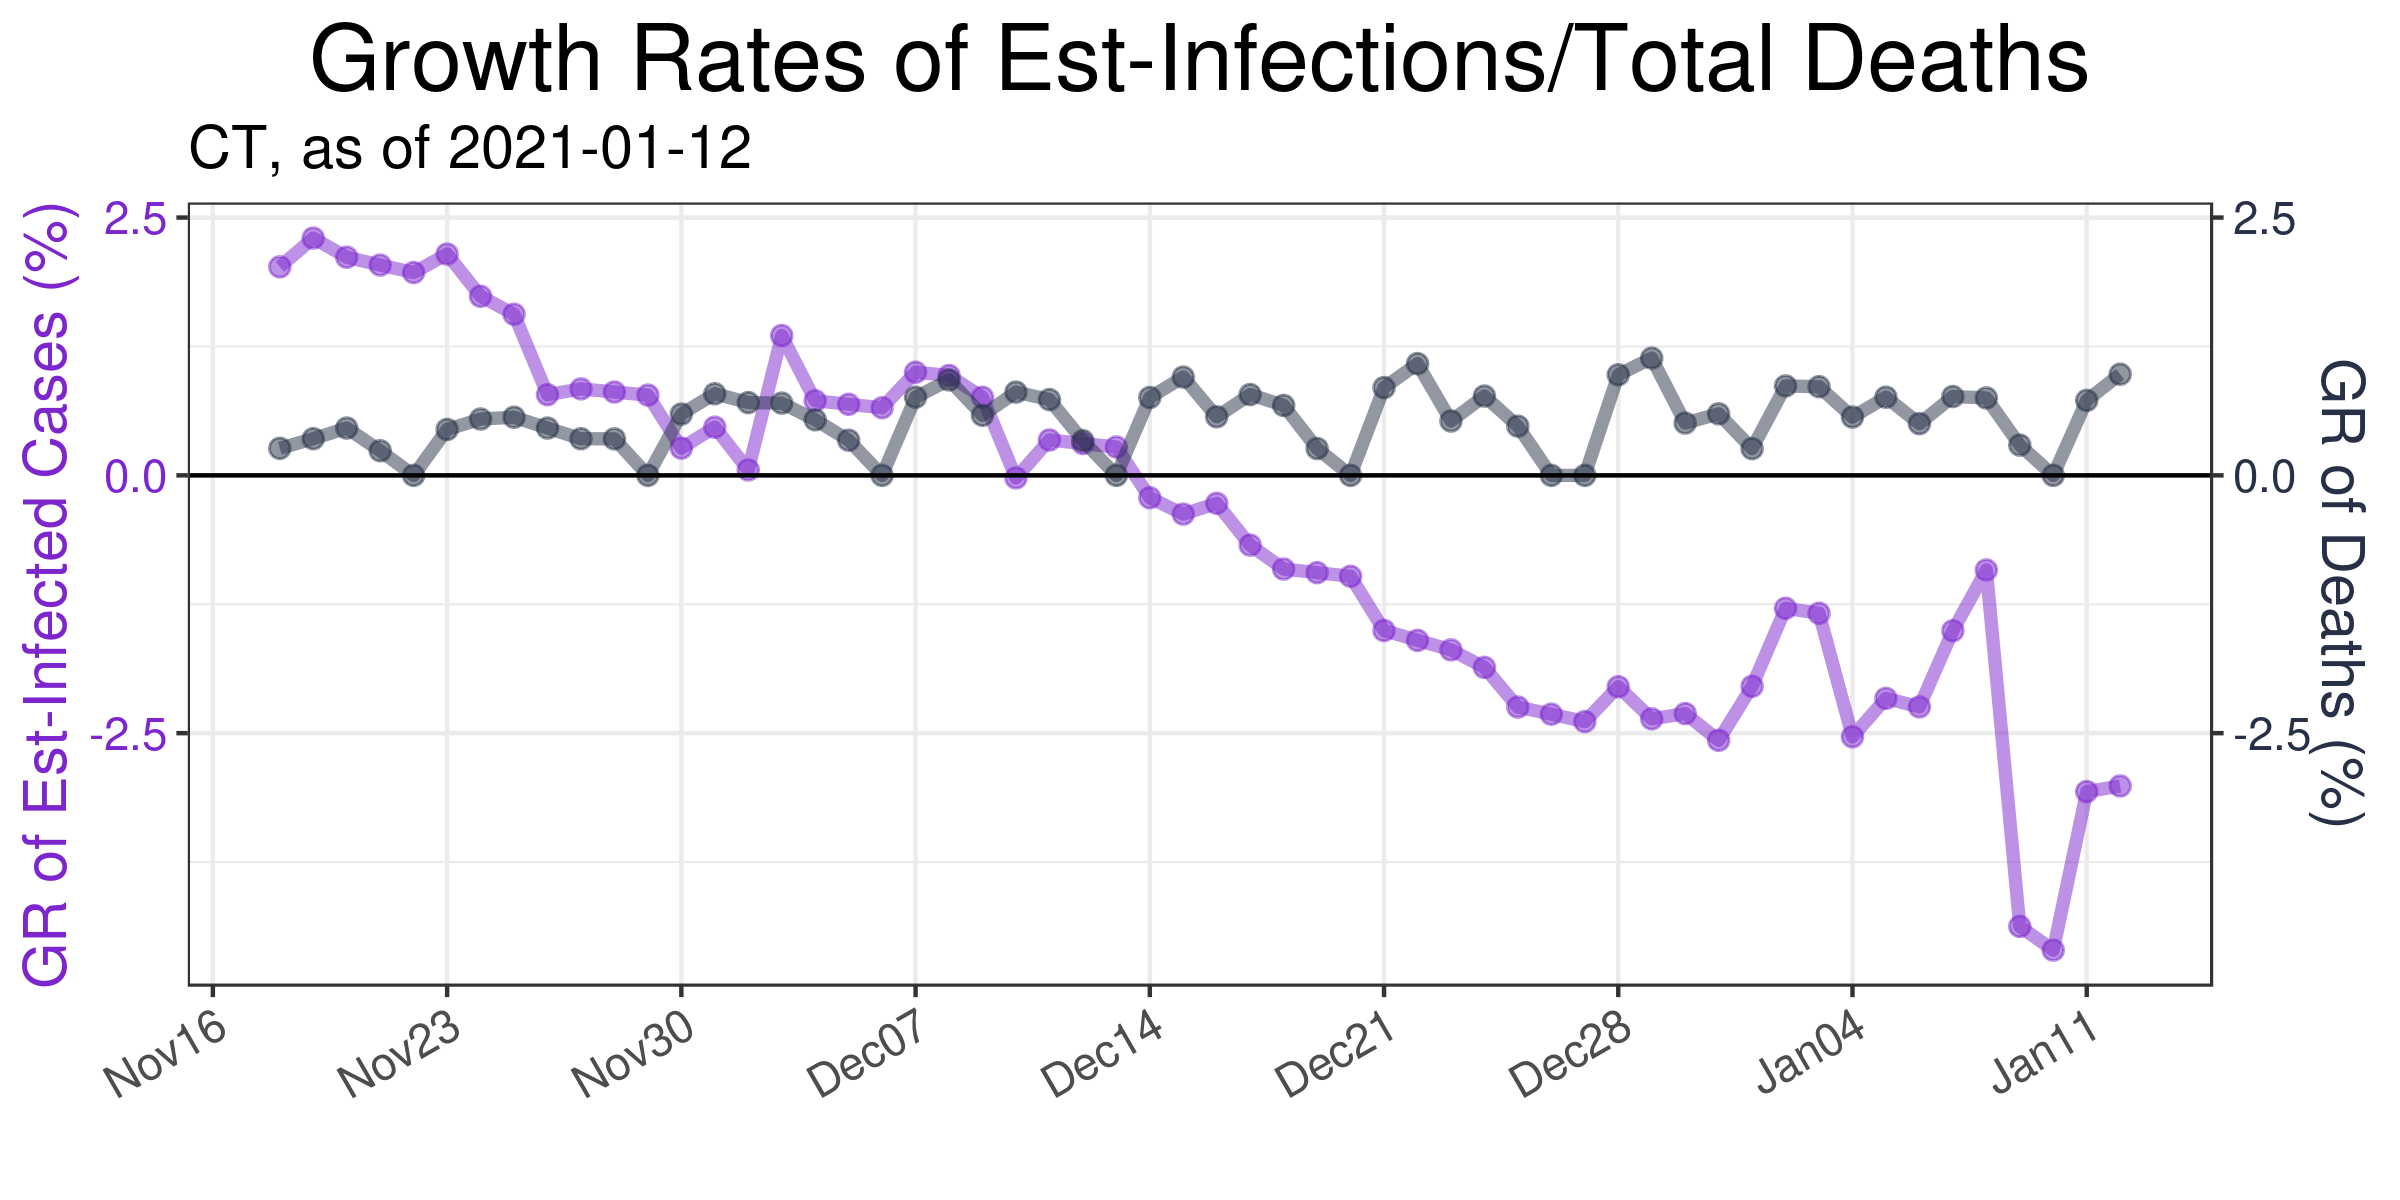 Growth Rates of Est-Infections/Total Deaths
CT, as of 2021-01-12
GR of Est-Infected Cases (%)
2.5
0.0
-2.5
2.5
0.0
-2.5
GR of Deaths (%)
Nov16
Nov23
Nov30
Dec07
Dec14
Dec21
Dec28
Jan04
Jan11